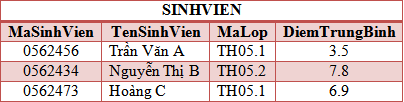 SINHVIEN
MaSinhVien TenSinhVien MaLop DiemTrungBinh
0562456 Trần Văn A TH05.1 3.5
0562434 Nguyễn Thị B TH05.2 7.8
0562473 Hoàng C TH05.1 6.9